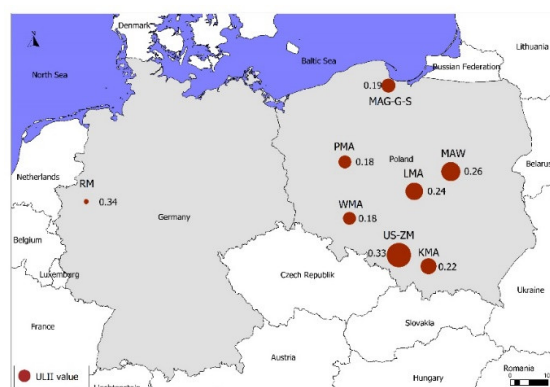 Denmark
Lithuania
Baltic Sea
North Sea
Russian Federation
0.19
MAG-G-S
PMA
0.18
Poland
MAW
0.26
Belarus
Netherlands
RM
0.34
LMA
0.24
WMA
0.18
Germany
US-ZM
0.33
KMA
0.22
Belgium
Luxemburg
Czech Republik
Ukraine
Slovakia
France
Austria
Hungary
Romania
ULII value